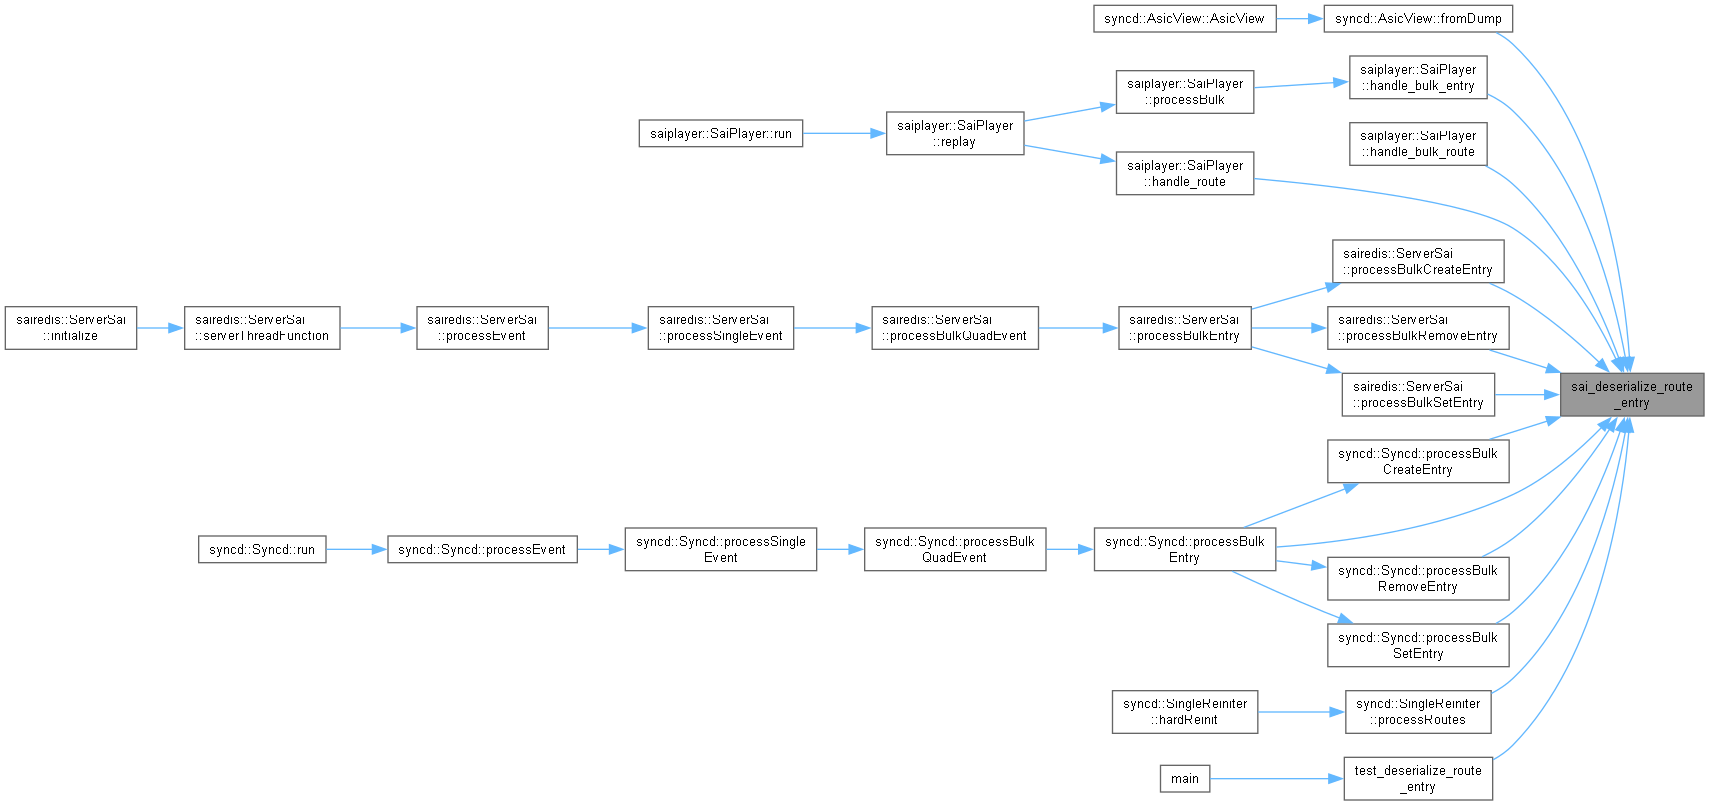 syncd::AsicView::AsicView
syncd::AsicView::fromDump
saiplayer::SaiPlayer
::handle_bulk_entry
saiplayer::SaiPlayer
::processBulk
saiplayer::SaiPlayer::run
saiplayer::SaiPlayer
::replay
saiplayer::SaiPlayer
::handle_bulk_route
saiplayer::SaiPlayer
::handle_route
sairedis::ServerSai
::processBulkCreateEntry
sairedis::ServerSai
::initialize
sairedis::ServerSai
::serverThreadFunction
sairedis::ServerSai
::processEvent
sairedis::ServerSai
::processSingleEvent
sairedis::ServerSai
::processBulkQuadEvent
sairedis::ServerSai
::processBulkEntry
sairedis::ServerSai
::processBulkRemoveEntry
sairedis::ServerSai
::processBulkSetEntry
sai_deserialize_route
_entry
syncd::Syncd::processBulk
CreateEntry
syncd::Syncd::run
syncd::Syncd::processEvent
syncd::Syncd::processSingle
Event
syncd::Syncd::processBulk
QuadEvent
syncd::Syncd::processBulk
Entry
syncd::Syncd::processBulk
RemoveEntry
syncd::Syncd::processBulk
SetEntry
syncd::SingleReiniter
::hardReinit
syncd::SingleReiniter
::processRoutes
main
test_deserialize_route
_entry